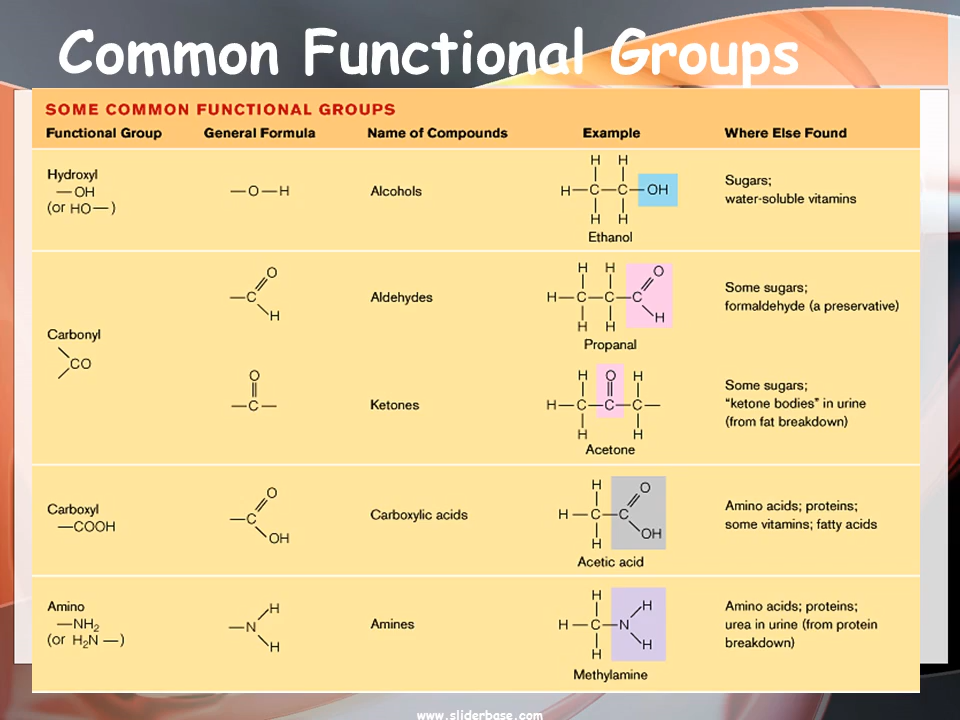 Common Functional Groups
SOME COMMON FUNCTIONAL GROUPS
Functional Group General Formula Name of Compounds Example Where Else Found
Hydroxyl
—OH
(or HO—)
—O—H
Alcohols
H H
H—C—C—OH
H H
Ethanol
Sugars;
water-soluble vitamins
Carbonyl
CO
O
—C
H
Aldehydes
H H O
H—C—C—C
H H H
Propanal
Some sugars;
formaldehyde (a preservative)
O
—C—
Ketones
H O H
H—C—C—C—
H H
Acetone
Some sugars;
"ketone bodies" in urine
(from fat breakdown)
Carboxyl
—COOH
O
—C
OH
Carboxylic acids
H O
H—C—C
H OH
Acetic acid
Amino acids; proteins;
some vitamins; fatty acids
Amino
—NH₂
(or H₂N—)
H
—N
H
Amines
H H
H—C—N
H H
Methylamine
Amino acids; proteins;
urea in urine (from protein
breakdown)
www.sliderbase.com